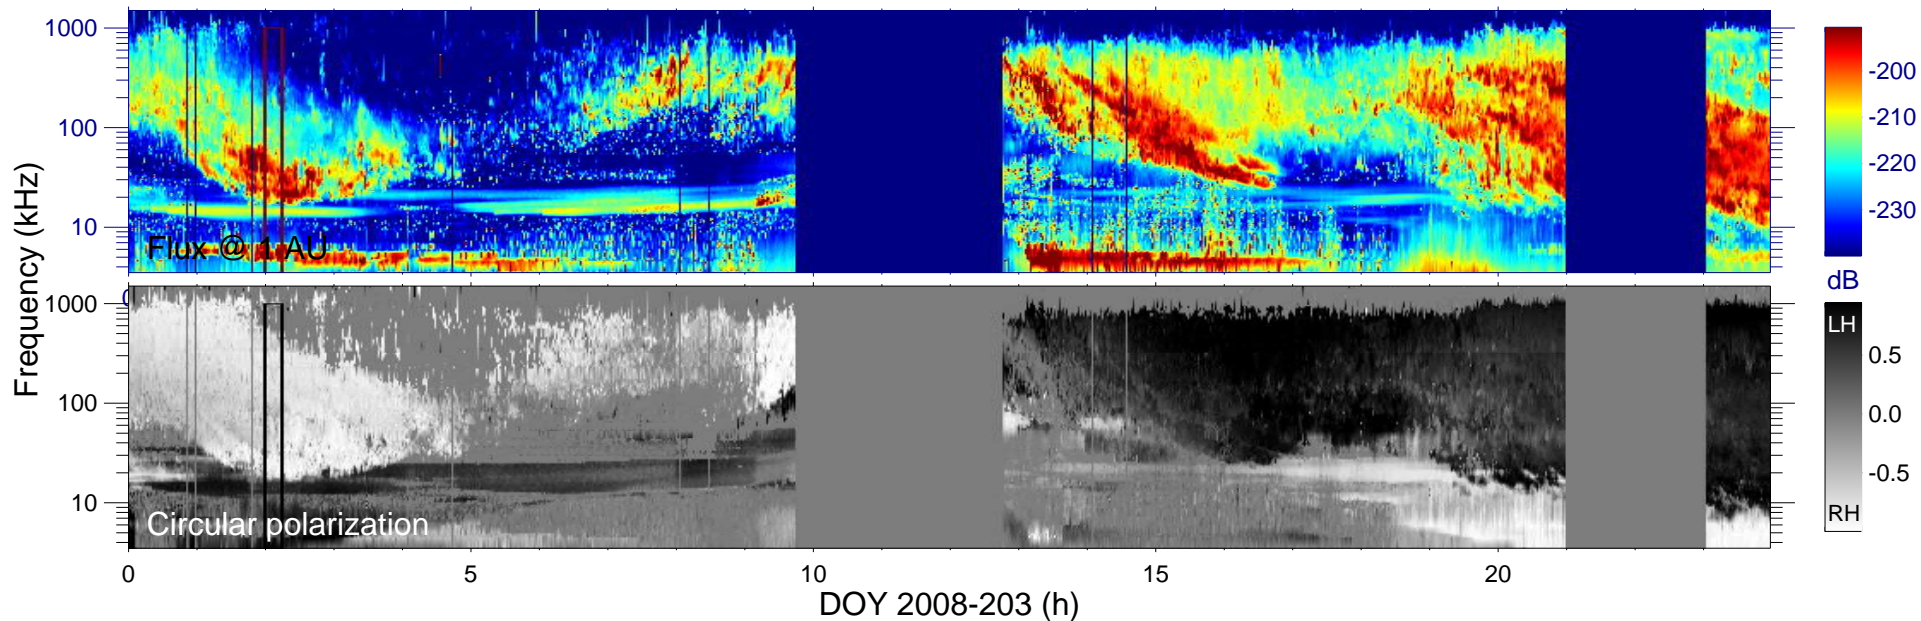 Frequency (kHz)
1000
100
10
Flux @ 1 AU
-200
-210
-220
-230
dB
0
1000
100
10
Circular polarization
LH
0.5
0.0
-0.5
RH
0
5
10
15
20
DOY 2008-203 (h)